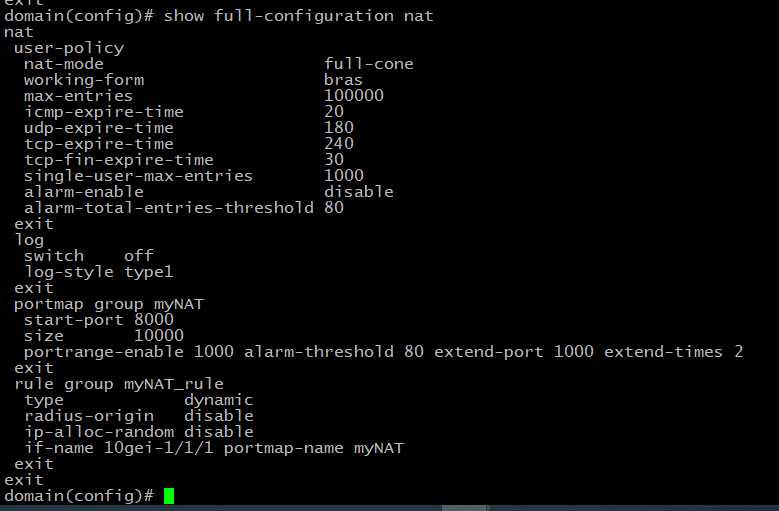 exit
domain(config)# show full-configuration nat
nat
 user-policy
  nat-mode                      full-cone
  working-form                  bras
  max-entries                   100000
  icmp-expire-time              20
  udp-expire-time               180
  tcp-expire-time               240
  tcp-fin-expire-time           30
  single-user-max-entries       1000
  alarm-enable                  disable
  alarm-total-entries-threshold 80
 exit
 log
  switch    off
  log-style type1
 exit
 portmap group myNAT
  start-port 8000
  size       10000
  portrange-enable 1000 alarm-threshold 80 extend-port 1000 extend-times 2
 exit
 rule group myNAT_rule
  type            dynamic
  radius-origin   disable
  ip-alloc-random disable
  if-name 10gei-1/1/1 portmap-name myNAT
 exit
exit
domain(config)#